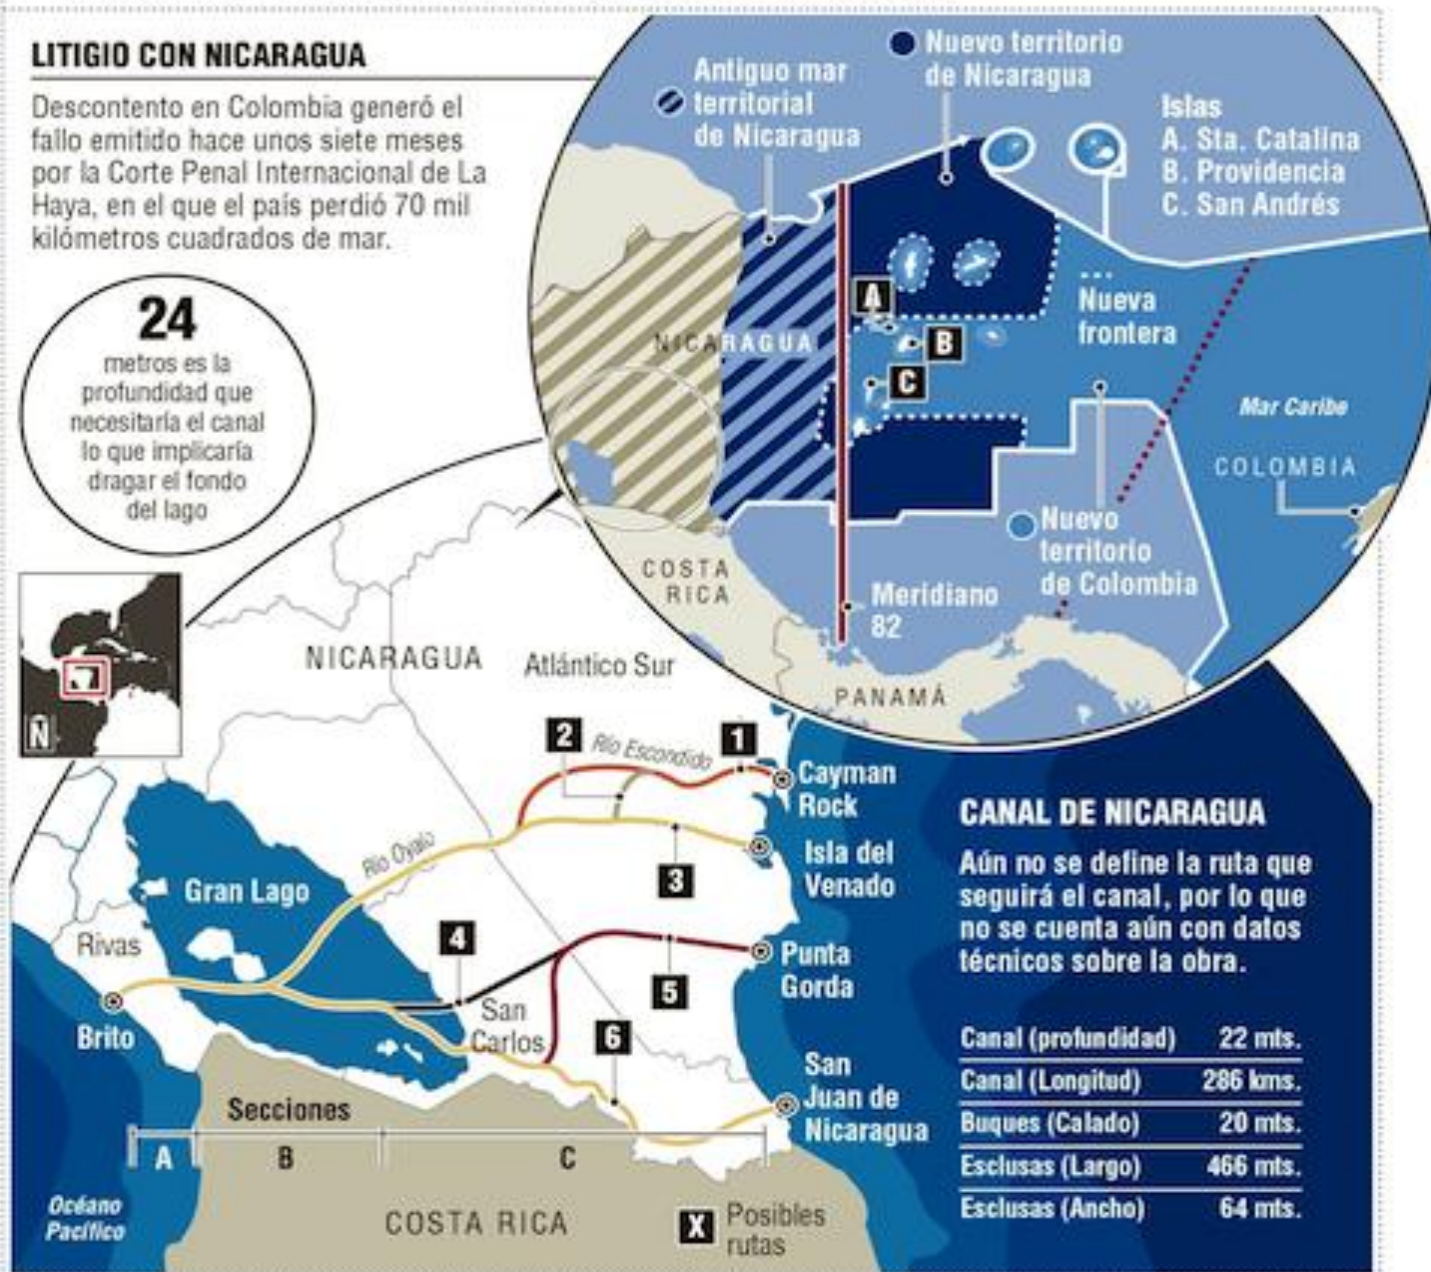 LITIGIO CON NICARAGUA
Descontento en Colombia generó el
fallo emitido hace unos siete meses
por la Corte Penal Internacional de La
Haya, en el que el país perdió 70 mil
kilómetros cuadrados de mar.
24
metros es la
profundidad que
necesitaría el canal
lo que implicaría
dragar el fondo
del lago
Ñ
Antiguo mar
territorial
de Nicaragua
Nuevo territorio
de Nicaragua
Islas
A. Sta. Catalina
B. Providencia
C. San Andrés
NICARAGUA
A
B
C
Nueva
frontera
Mar Caribe
COLOMBIA
Nuevo
territorio
de Colombia
COSTA
RICA
Meridiano
82
PANAMÁ
NICARAGUA
Atlántico Sur
2
Río Escondido
1
Cayman
Rock
Río Oyalo
Isla del
Venado
3
Gran Lago
Rivas
4
Punta
Gorda
5
Brito
San
Carlos
6
San
Juan de
Nicaragua
Secciones
A
B
C
Océano
Pacífico
COSTA RICA
X
Posibles
rutas
CANAL DE NICARAGUA
Aún no se define la ruta que
seguirá el canal, por lo que
no se cuenta aún con datos
técnicos sobre la obra.
Canal (profundidad) 22 mts.
Canal (Longitud) 286 kms.
Buques (Calado) 20 mts.
Esclusas (Largo) 466 mts.
Esclusas (Ancho) 64 mts.